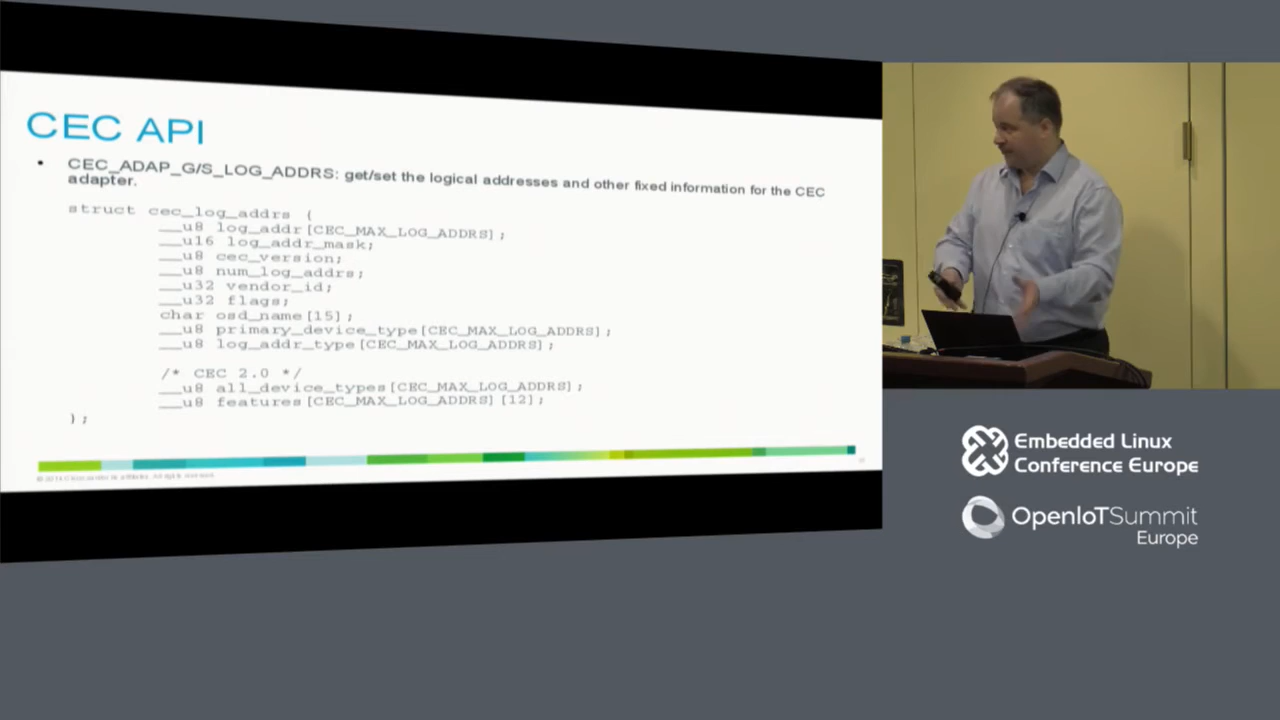 CEC API
• CEC_ADAP_G/S_LOG_ADDRS: get/set the logical addresses and other fixed information for the CEC
adapter.
struct cec_log_addrs {
__u8 log_addr[CEC_MAX_LOG_ADDRS];
__u16 log_addr_mask;
__u8 cec_version;
__u8 num_log_addrs;
__u32 vendor_id;
__u32 flags;
char osd_name[15];
__u8 primary_device_type[CEC_MAX_LOG_ADDRS];
__u8 log_addr_type[CEC_MAX_LOG_ADDRS];
/* CEC 2.0 */
__u8 all_device_types[CEC_MAX_LOG_ADDRS];
__u8 features[CEC_MAX_LOG_ADDRS][12];
};
Embedded Linux
Conference Europe
OpenIoTSummit
Europe